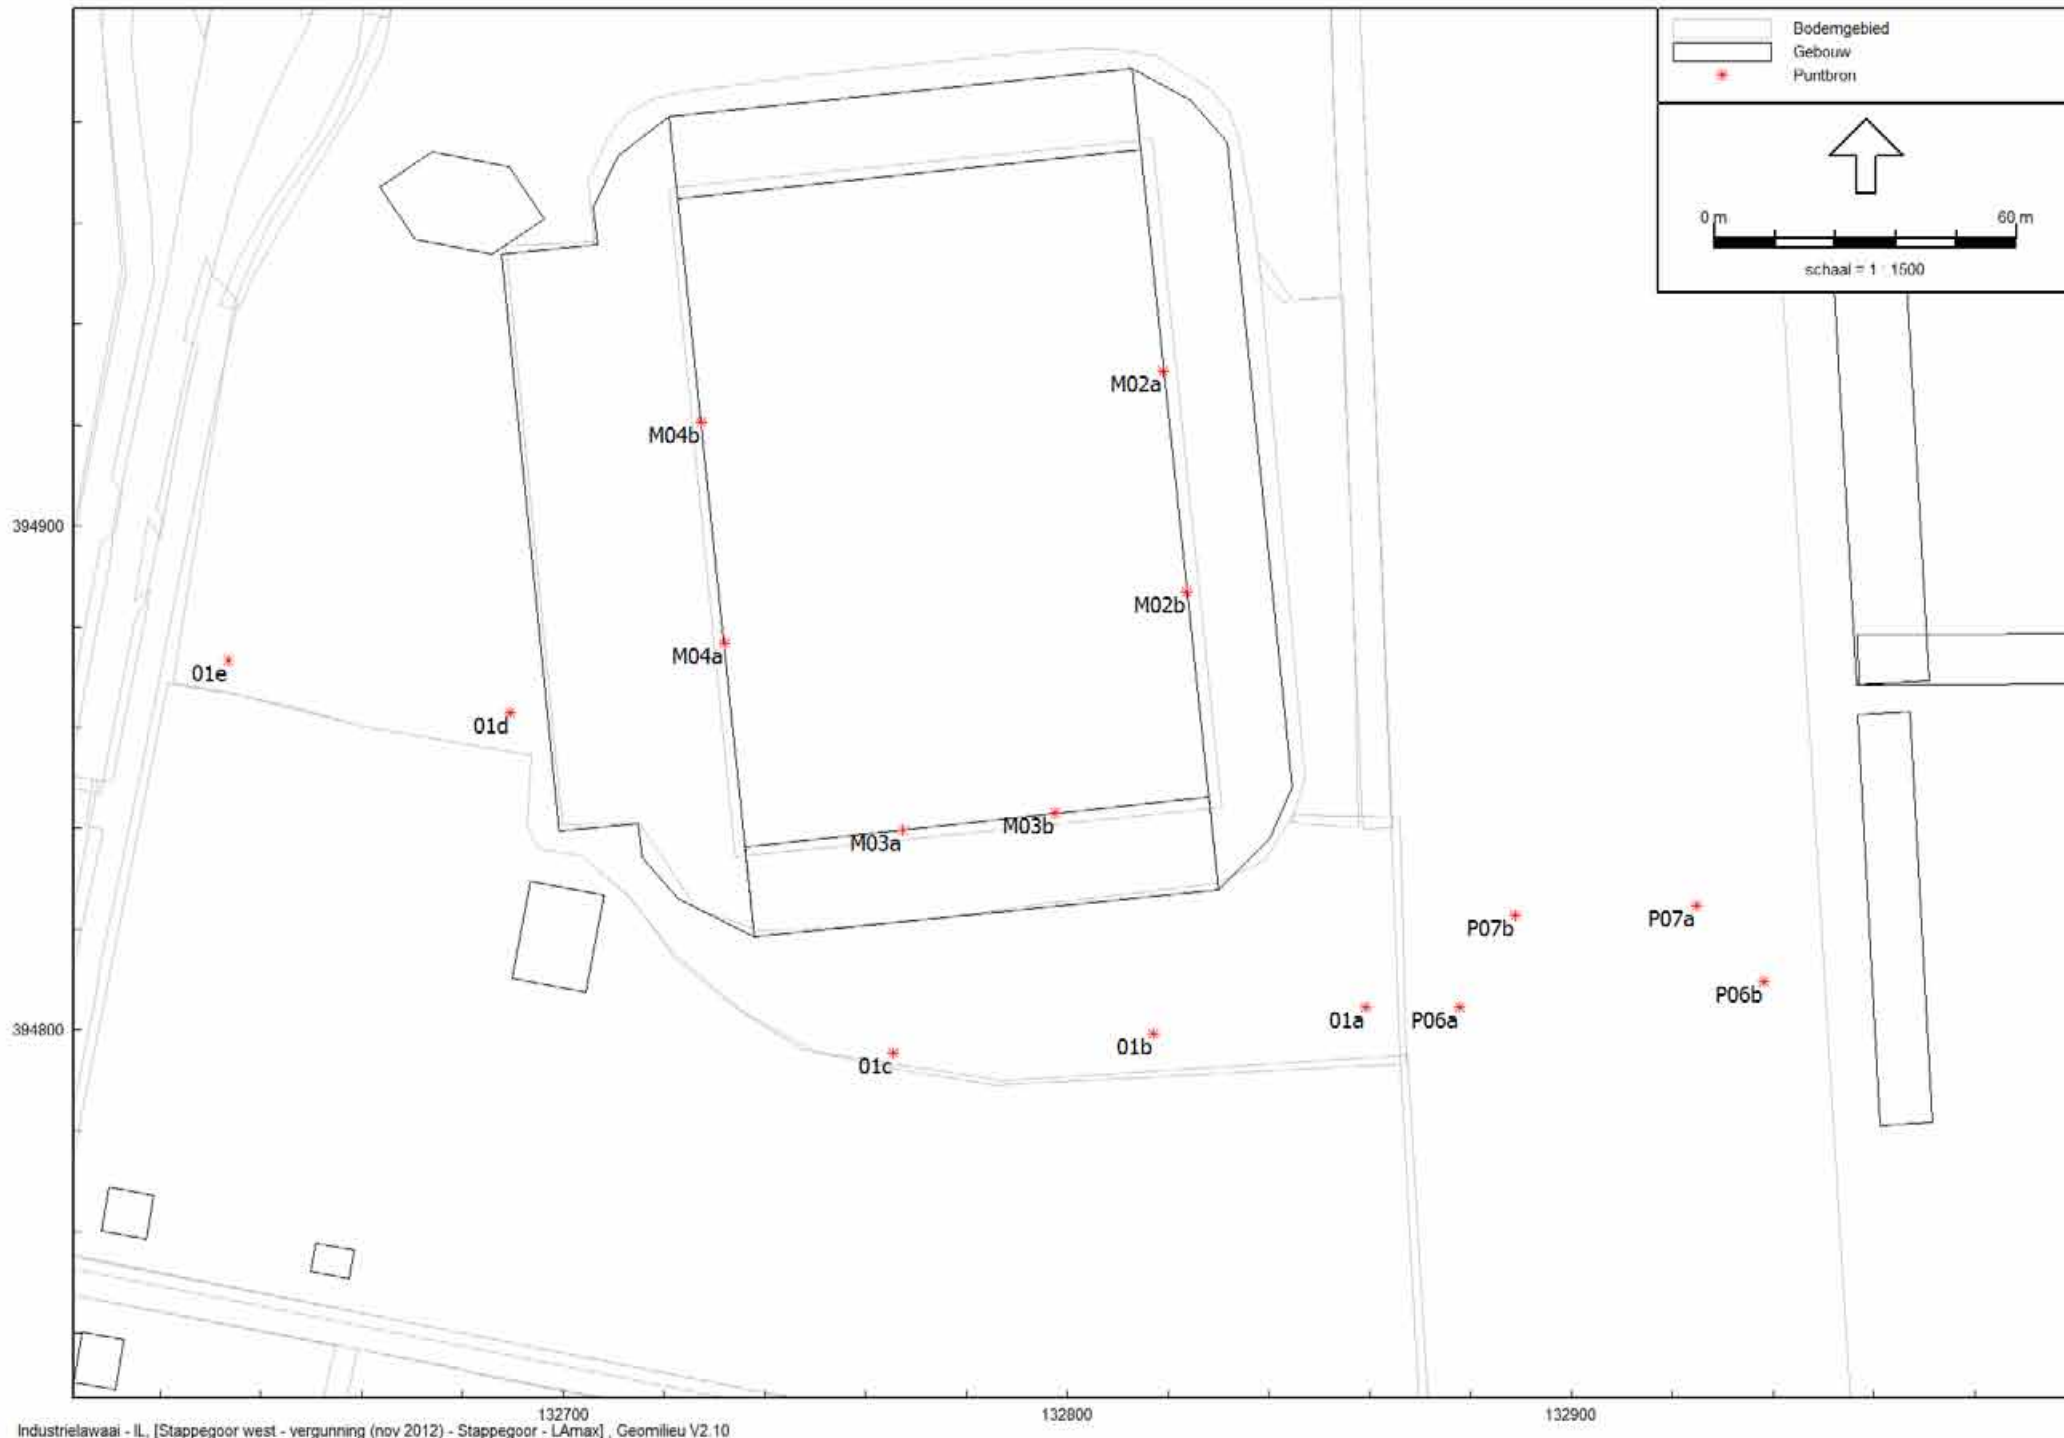 Bodemgebied
Gebouw
Puntbron
0 m 60 m
schaal = 1 : 1500
M02a
M04b
394900
M02b
M04a
01e
01d
M03b
M03a
P07a
P07b
P06b
394800
01a
P06a
01b
01c
132700 132800 132900
Industrielawaai - IL, [Stappegoor west - vergunning (nov 2012) - Stappegoor - LAmax] , Geomilieu V2.10